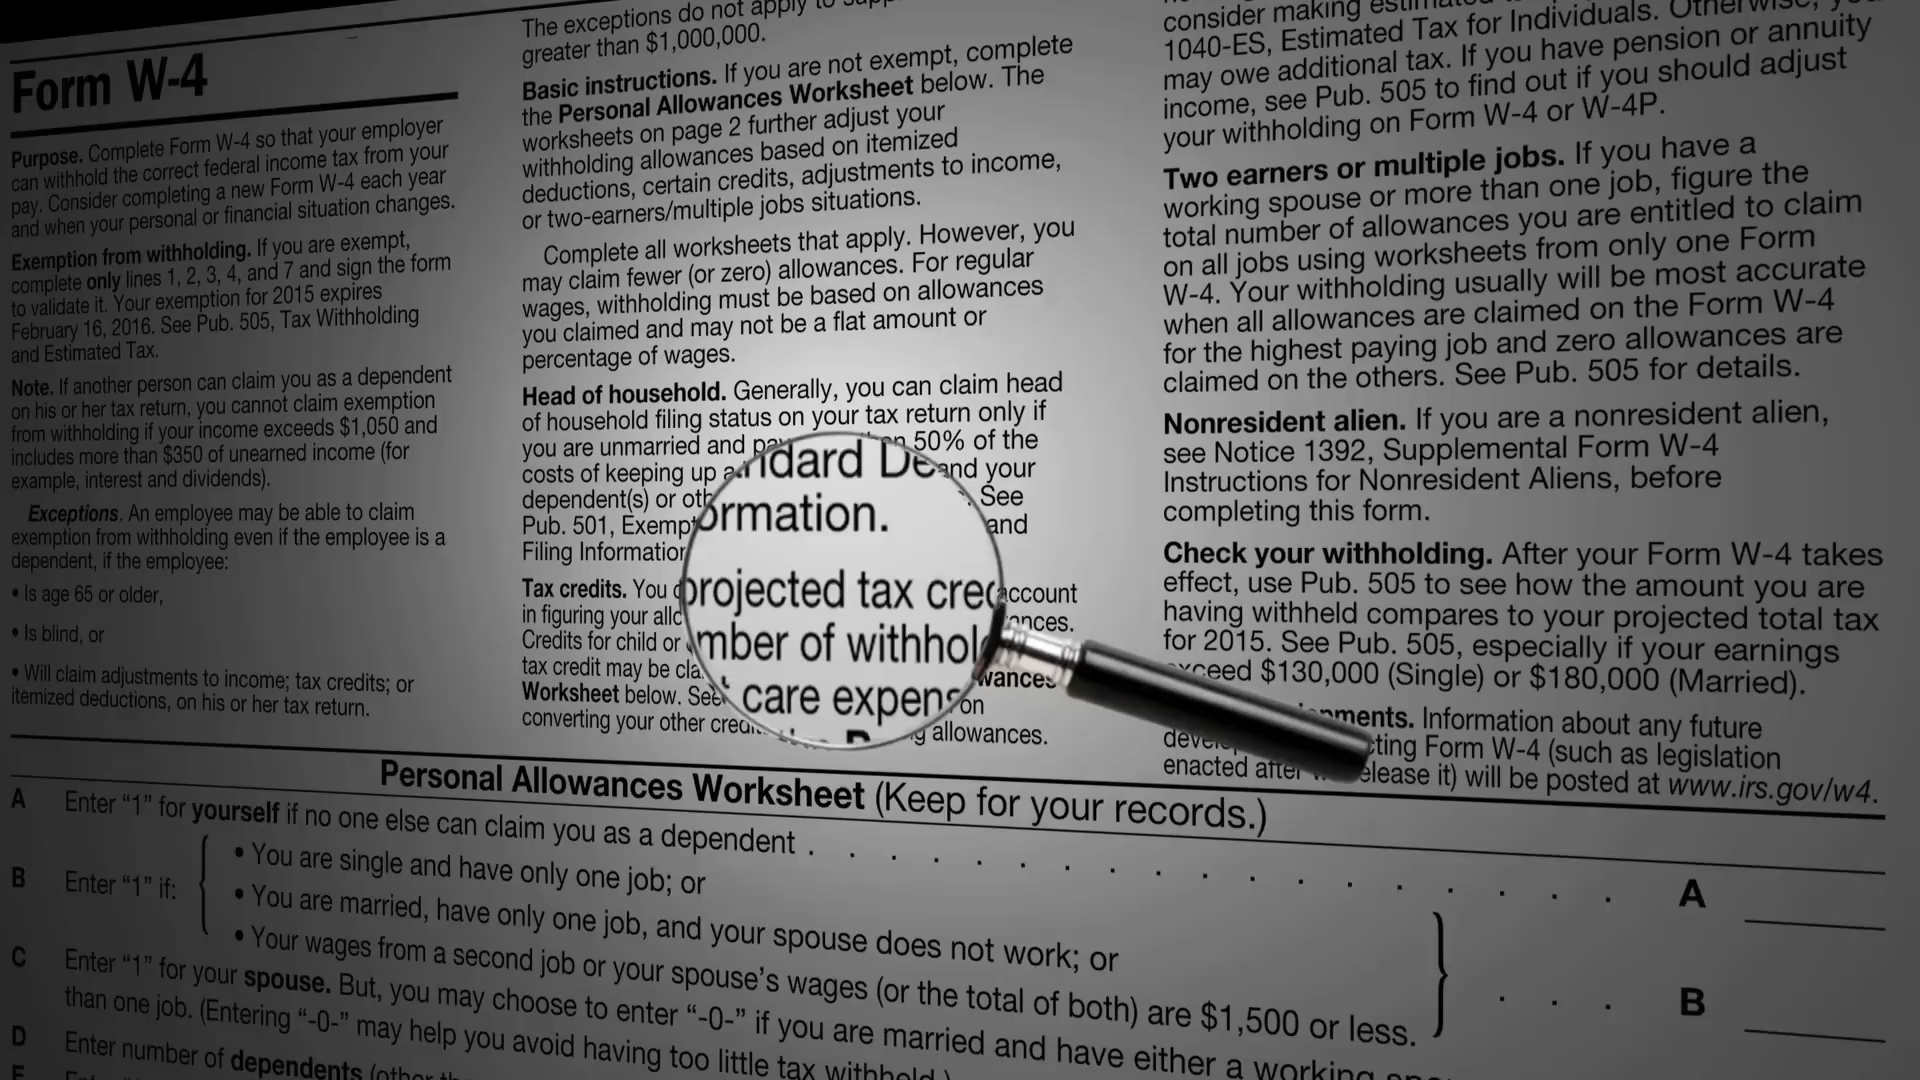 Form W-4
Purpose. Complete Form W-4 so that your employer
can withhold the correct federal income tax from your
pay. Consider completing a new Form W-4 each year
and when your personal or financial situation changes.
Exemption from withholding. If you are exempt,
complete only lines 1, 2, 3, 4, and 7 and sign the form
to validate it. Your exemption for 2015 expires
February 16, 2016. See Pub. 505, Tax Withholding
and Estimated Tax.
Note. If another person can claim you as a dependent
on his or her tax return, you cannot claim exemption
from withholding if your income exceeds $1,050 and
includes more than $350 of unearned income (for
example, interest and dividends).
Exceptions. An employee may be able to claim
exemption from withholding even if the employee is a
dependent, if the employee:
• Is age 65 or older,
• Is blind, or
• Will claim adjustments to income; tax credits; or
itemized deductions, on his or her tax return.
The exceptions do not apply to
greater than $1,000,000.
Basic instructions. If you are not exempt, complete
the Personal Allowances Worksheet below. The
worksheets on page 2 further adjust your
withholding allowances based on itemized
deductions, certain credits, adjustments to income,
or two-earners/multiple jobs situations.
Complete all worksheets that apply. However, you
may claim fewer (or zero) allowances. For regular
wages, withholding must be based on allowances
you claimed and may not be a flat amount or
percentage of wages.
Head of household. Generally, you can claim head
of household filing status on your tax return only if
you are unmarried and 50% of the
costs of keeping up and your
dependent(s) or See
Pub. 501, and
Filing
Tax credits. You account
in figuring your
Credits for child or
tax credit may be
Worksheet below. See on
converting your other allowances.
ndard De
ormation.
projected tax cred
mber of withhol
care expens
consider making
1040-ES, Estimated Tax for Individuals. Otherwise,
may owe additional tax. If you have pension or annuity
income, see Pub. 505 to find out if you should adjust
your withholding on Form W-4 or W-4P.
Two earners or multiple jobs. If you have a
working spouse or more than one job, figure the
total number of allowances you are entitled to claim
on all jobs using worksheets from only one Form
W-4. Your withholding usually will be most accurate
when all allowances are claimed on the Form W-4
for the highest paying job and zero allowances are
claimed on the others. See Pub. 505 for details.
Nonresident alien. If you are a nonresident alien,
see Notice 1392, Supplemental Form W-4
Instructions for Nonresident Aliens, before
completing this form.
Check your withholding. After your Form W-4 takes
effect, use Pub. 505 to see how the amount you are
having withheld compares to your projected total tax
for 2015. See Pub. 505, especially if your earnings
exceed $130,000 (Single) or $180,000 (Married).
Information about any future
Form W-4 (such as legislation
enacted after release it) will be posted at www.irs.gov/w4.
Personal Allowances Worksheet (Keep for your records.)
A Enter “1” for yourself if no one else can claim you as a dependent . . . . . . . . . . . . . . . . . . A
• You are single and have only one job; or
B Enter “1” if: • You are married, have only one job, and your spouse does not work; or . . . B
• Your wages from a second job or your spouse’s wages (or the total of both) are $1,500 or less.
C Enter “1” for your spouse. But, you may choose to enter “-0-” if you are married and have either a working
than one job. (Entering “-0-” may help you avoid having too little tax withheld.)
D Enter number of dependents (other
E